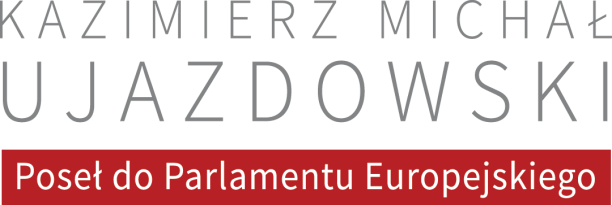 KAZIMIERZ MICHAŁ
UJAZDOWSKI
Poseł do Parlamentu Europejskiego